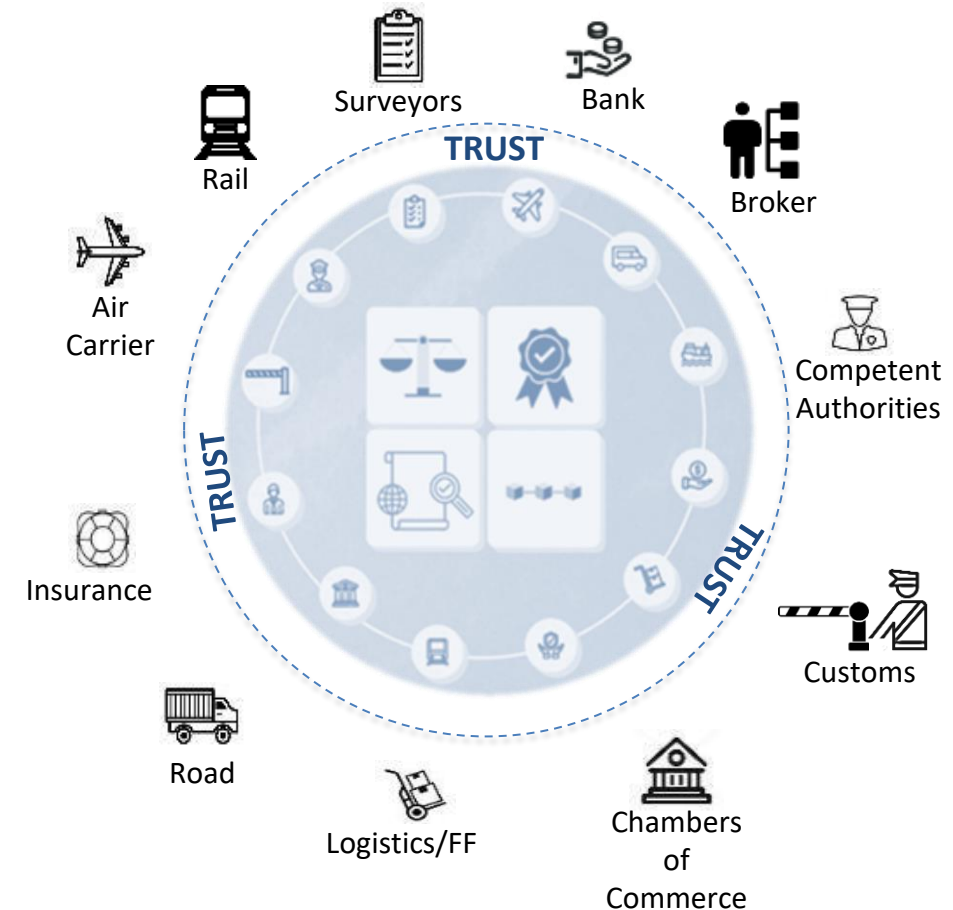 Surveyors
Bank
TRUST
Rail
Broker
Air
Carrier
Competent
Authorities
TRUST
TRUST
Insurance
Customs
Road
Logistics/FF
Chambers
of
Commerce